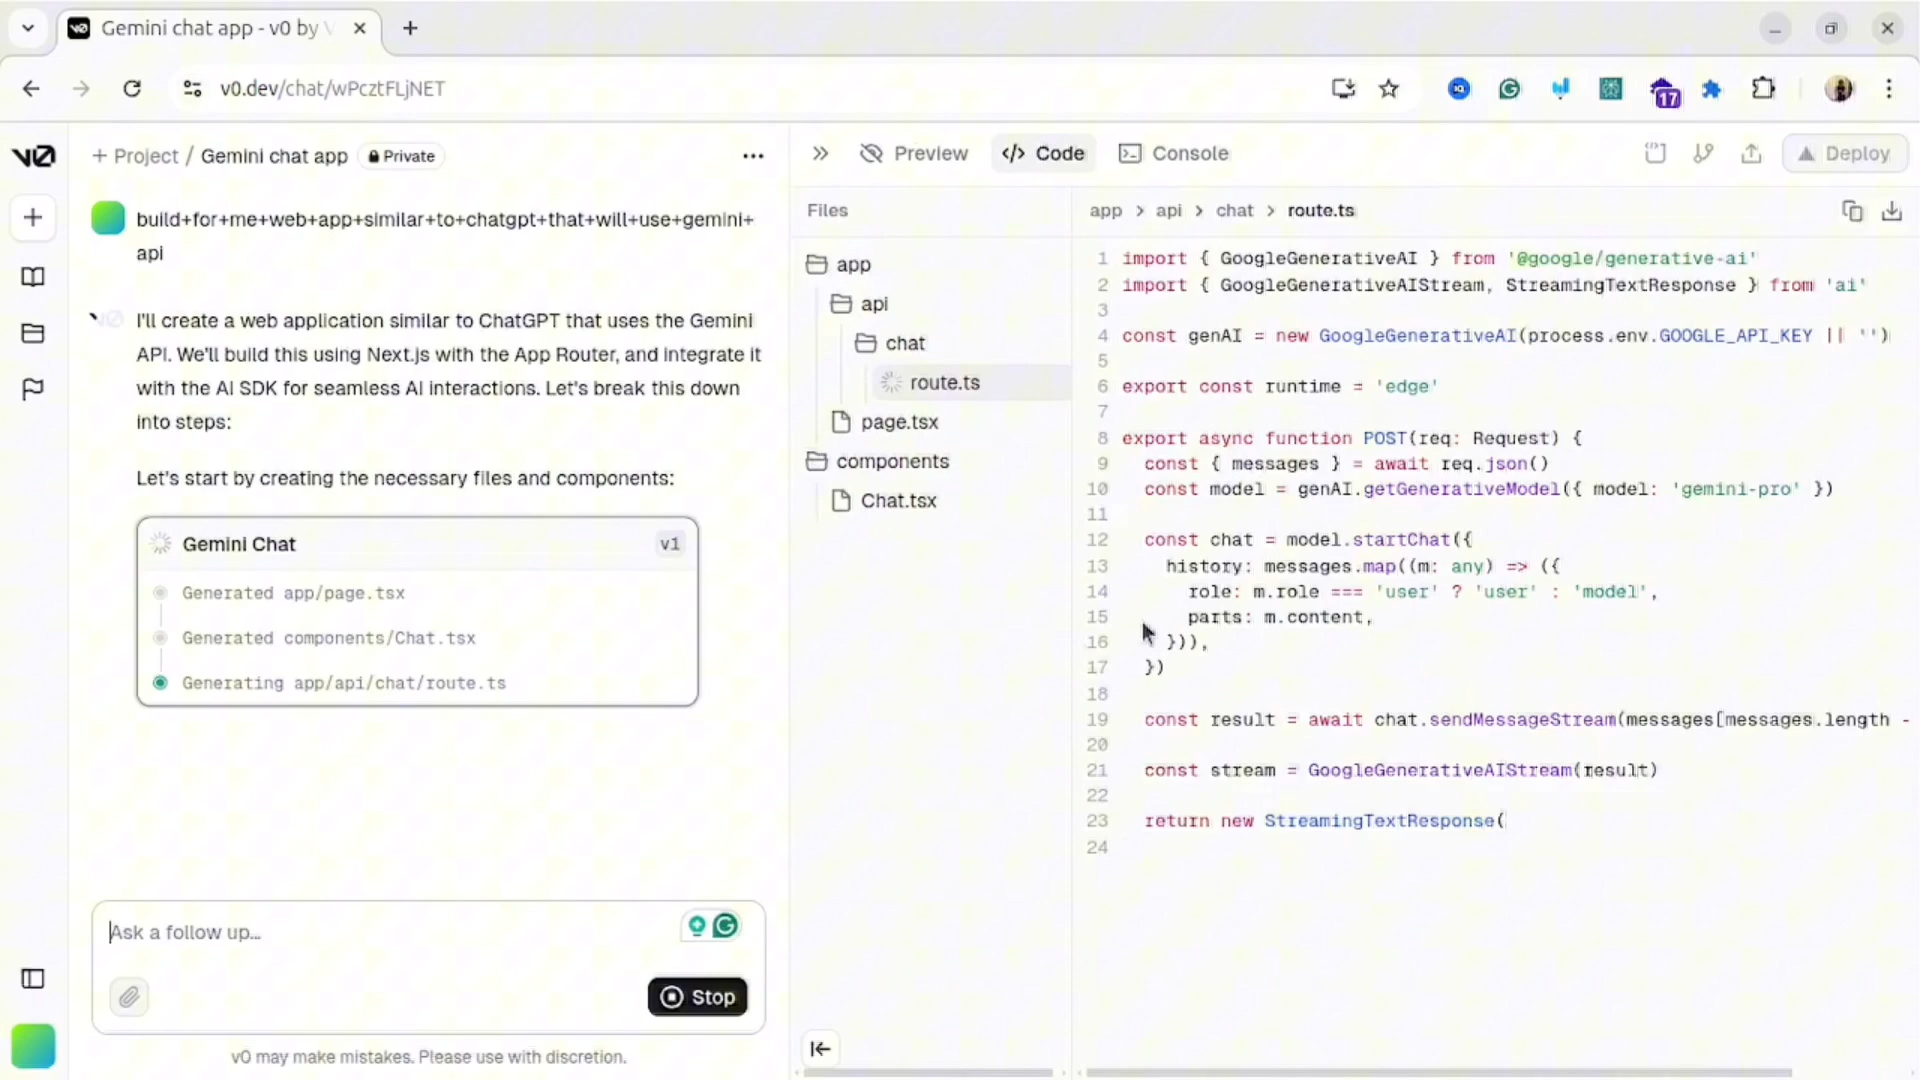 Gemini chat app - v0 by V
v0.dev/chat/wPcztFLjNET
17
v0
+ Project / Gemini chat app Private
Preview
Code
Console
Deploy
build+for+me+web+app+similar+to+chatgpt+that+will+use+gemini+
api
I'll create a web application similar to ChatGPT that uses the Gemini
API. We'll build this using Next.js with the App Router, and integrate it
with the AI SDK for seamless AI interactions. Let's break this down
into steps:
Let's start by creating the necessary files and components:
Gemini Chat v1
Generated app/page.tsx
Generated components/Chat.tsx
Generating app/api/chat/route.ts
Ask a follow up...
Stop
v0 may make mistakes. Please use with discretion.
Files
app
api
chat
route.ts
page.tsx
components
Chat.tsx
app > api > chat > route.ts
1 import { GoogleGenerativeAI } from '@google/generative-ai'
2 import { GoogleGenerativeAIStream, StreamingTextResponse } from 'ai'
3
4 const genAI = new GoogleGenerativeAI(process.env.GOOGLE_API_KEY || '')
5
6 export const runtime = 'edge'
7
8 export async function POST(req: Request) {
9 const { messages } = await req.json()
10 const model = genAI.getGenerativeModel({ model: 'gemini-pro' })
11
12 const chat = model.startChat({
13 history: messages.map((m: any) => ({
14 role: m.role === 'user' ? 'user' : 'model',
15 parts: m.content,
16 })),
17 })
18
19 const result = await chat.sendMessageStream(messages[messages.length -
20
21 const stream = GoogleGenerativeAIStream(result)
22
23 return new StreamingTextResponse(
24